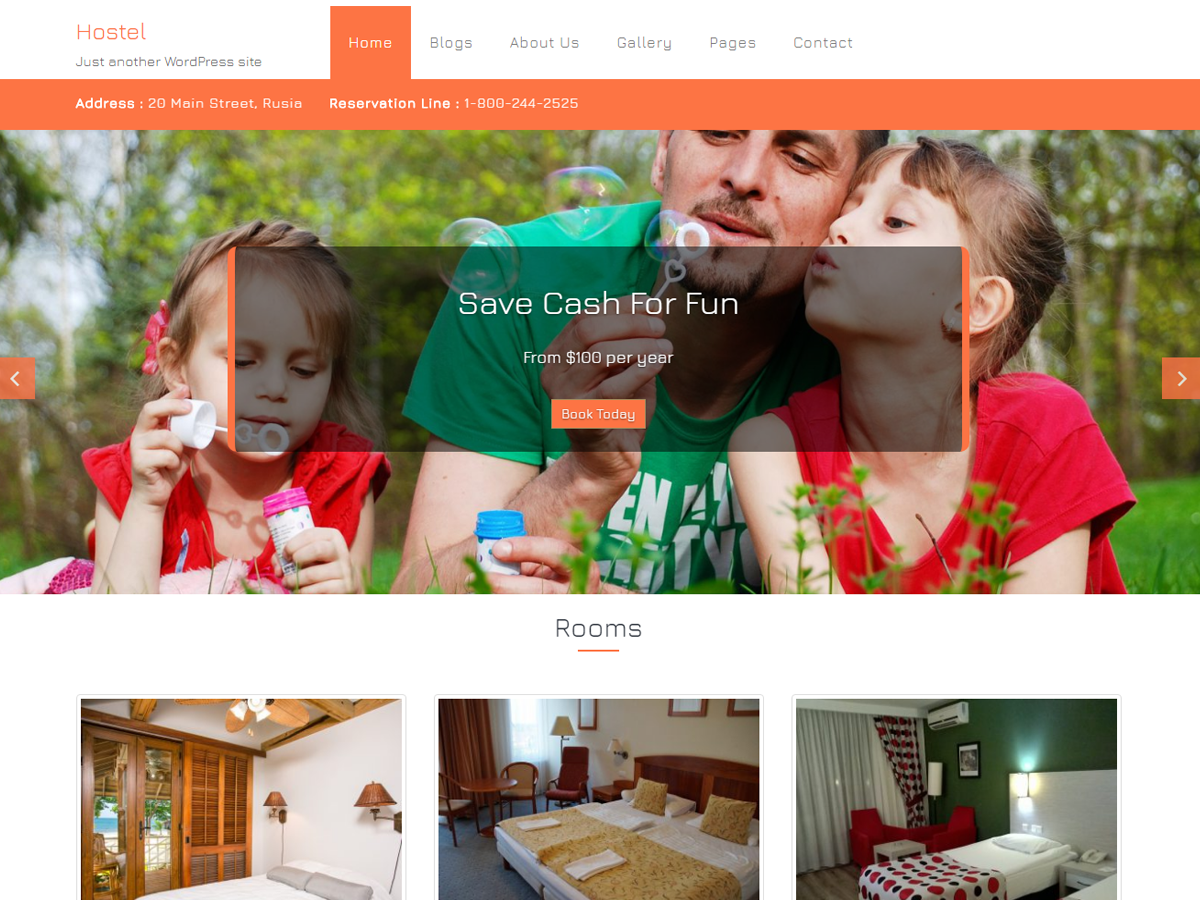 Hostel
Just another WordPress site
Home
Blogs
About Us
Gallery
Pages
Contact
Address : 20 Main Street, Rusia
Reservation Line : 1-800-244-2525
Save Cash For Fun
From $100 per year
Book Today
Rooms